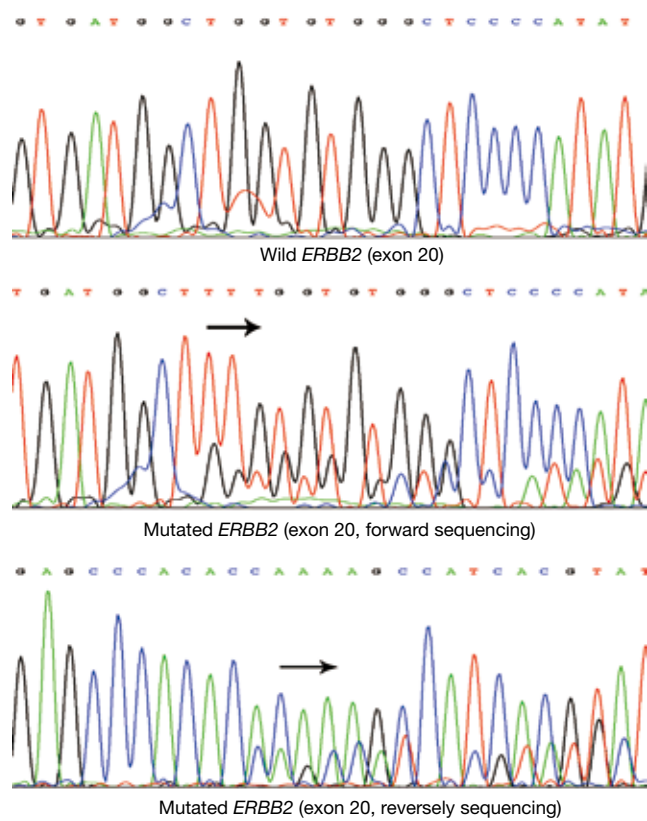 G T G A T G G C T G G T G T G G G C T C C C C A T A T
Wild ERBB2 (exon 20)
T G A T G G C T T T T G G T G T G G G C T C C C C A T A
Mutated ERBB2 (exon 20, forward sequencing)
G A G C C C A C A C C A A A A G C C A T C A C G T A T
Mutated ERBB2 (exon 20, reversely sequencing)